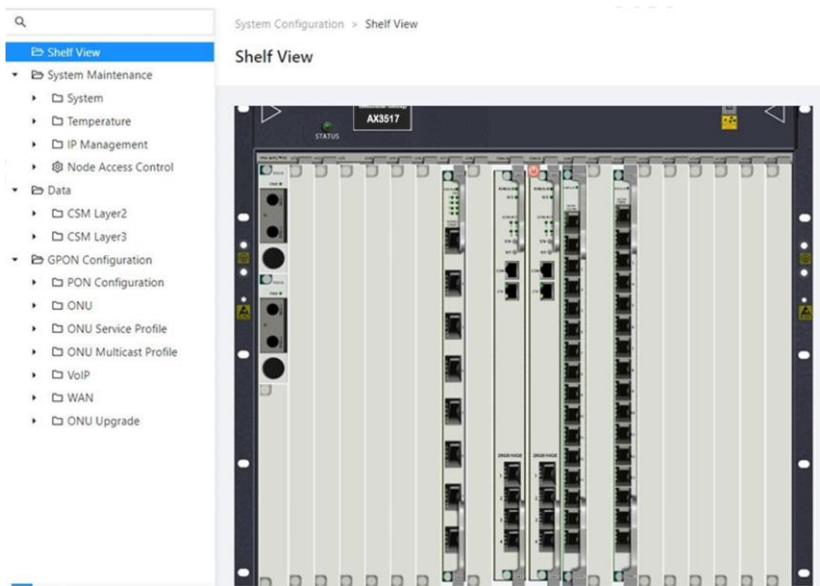 System Configuration > Shelf View
Shelf View
Shelf View
System Maintenance
System
Temperature
IP Management
Node Access Control
Data
CSM Layer2
CSM Layer3
GPON Configuration
PON Configuration
ONU
ONU Service Profile
ONU Multicast Profile
VoIP
WAN
ONU Upgrade
AX3517
STATUS